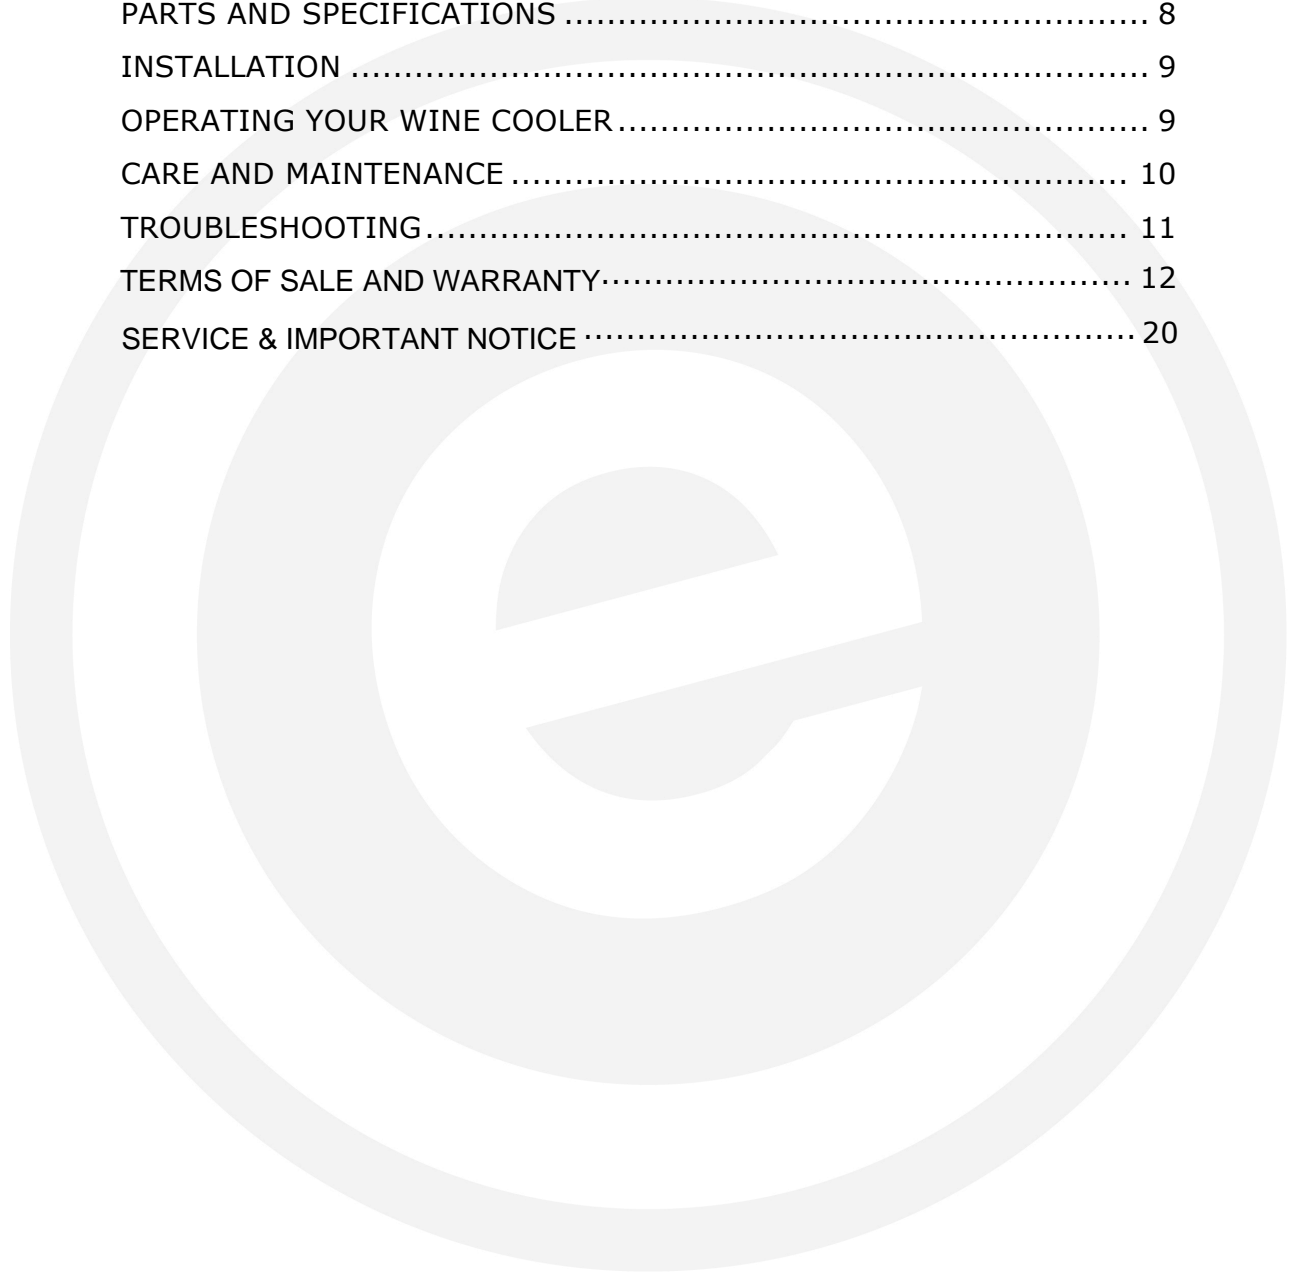 PARTS AND SPECIFICATIONS ........................................................ 8
INSTALLATION ............................................................................ 9
OPERATING YOUR WINE COOLER .................................................. 9
CARE AND MAINTENANCE ........................................................... 10
TROUBLESHOOTING ................................................................... 11
TERMS OF SALE AND WARRANTY .................................................. 12
SERVICE & IMPORTANT NOTICE .................................................... 20
e